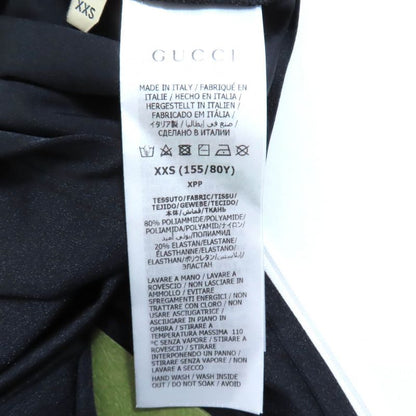 XXS
GUCCI
MADE IN ITALY / FABRIQUÉ EN
ITALIE / HECHO EN ITALIA /
HERGESTELLT IN ITALIEN /
FABRICADO EM ITÁLIA /
イタリア製 / صنع في إيطاليا /
СДЕЛАНО В ИТАЛИИ
XXS (155/80Y)
XPP
TESSUTO/FABRIC/TISSU/
TEJIDO/GEWEBE/TECIDO/
本体/قماش/ТКАНЬ
80% POLIAMMIDE/POLYAMIDE/
POLIAMIDA/POLYAMID/ナイロン/
ПОЛИАМИД
20% ELASTAN/ELASTANE/
ÉLASTHANNE/ELASTANO/
ELASTHAN/ポリウレタン/
ЭЛАСТАН
LAVARE A MANO / LAVARE A
ROVESCIO / NON LASCIARE IN
AMMOLLO / EVITARE
SFREGAMENTI ENERGICI / NON
TRATTARE CON CLORO / NON
USARE ASCIUGATRICE /
ASCIUGARE IN PIANO IN
OMBRA / STIRARE A
TEMPERATURA MASSIMA 110
°C SENZA VAPORE / STIRARE A
ROVESCIO / STIRARE
INTERPONENDO UN PANNO /
SENZA VAPORE
HAND WASH / WASH INSIDE
OUT / DO NOT SOAK / AVOID